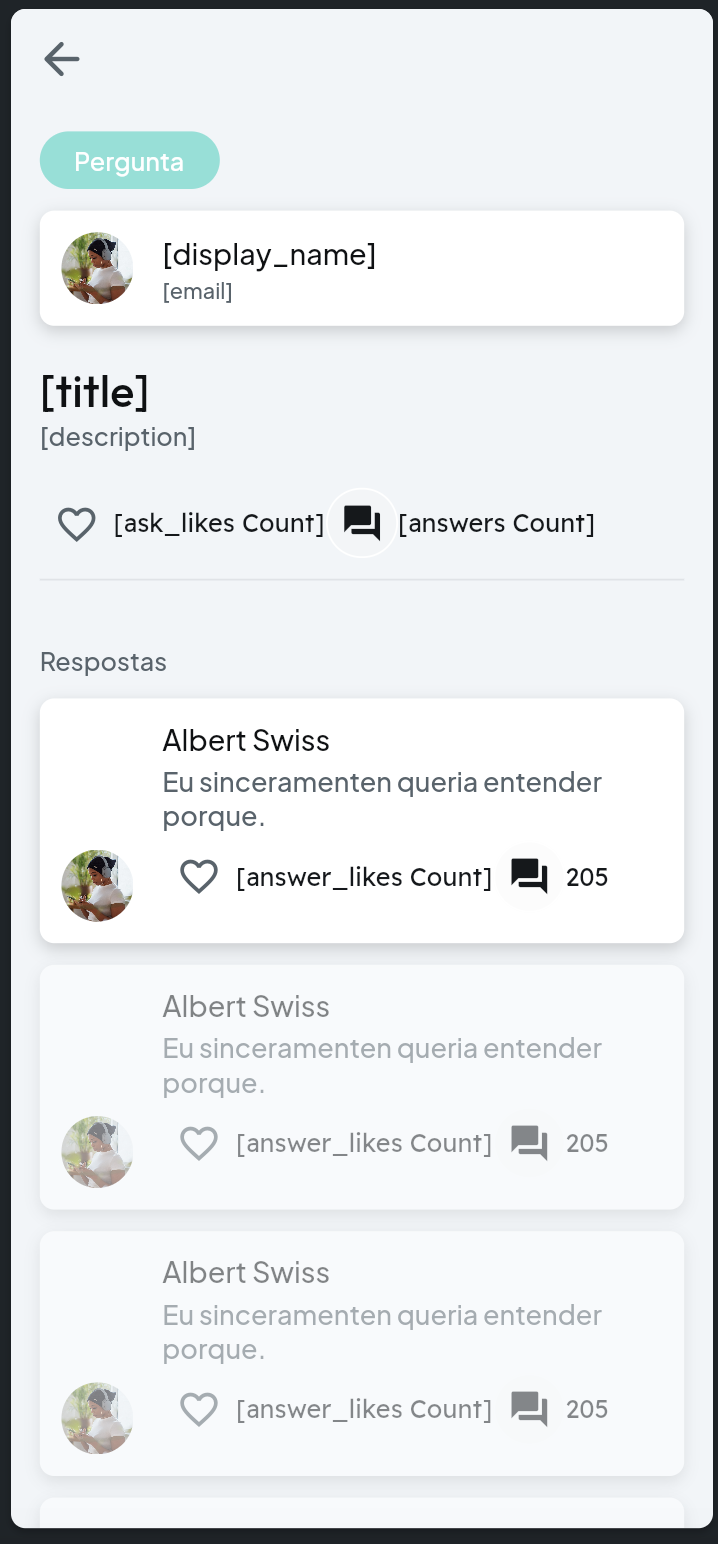 Pergunta
[display_name]
[email]
[title]
[description]
[ask_likes Count] [answers Count]
Respostas
Albert Swiss
Eu sinceramenten queria entender
porque.
[answer_likes Count] 205
Albert Swiss
Eu sinceramenten queria entender
porque.
[answer_likes Count] 205
Albert Swiss
Eu sinceramenten queria entender
porque.
[answer_likes Count] 205